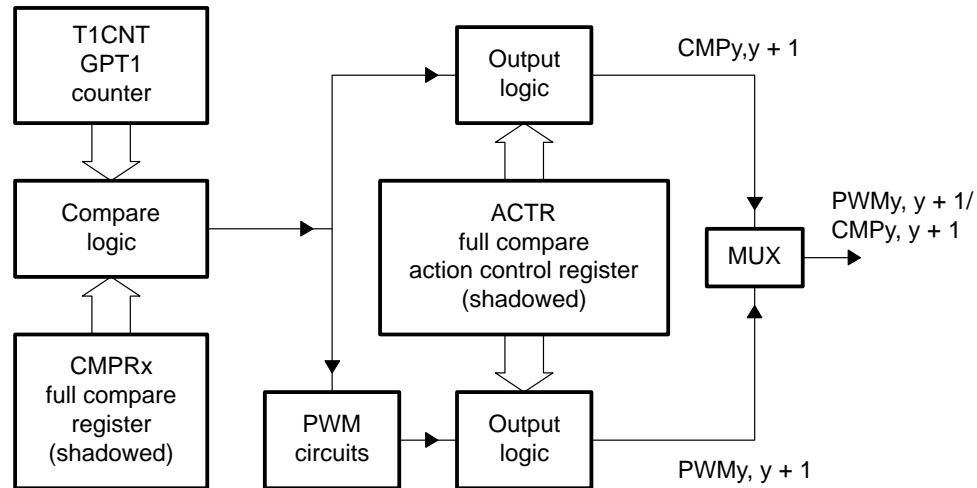 T1CNT
GPT1
counter
Compare
logic
CMPRx
full compare
register
(shadowed)
Output
logic
CMPy,y + 1
ACTR
full compare
action control register
(shadowed)
PWM
circuits
Output
logic
PWMy, y + 1
MUX
PWMy, y + 1/
CMPy, y + 1